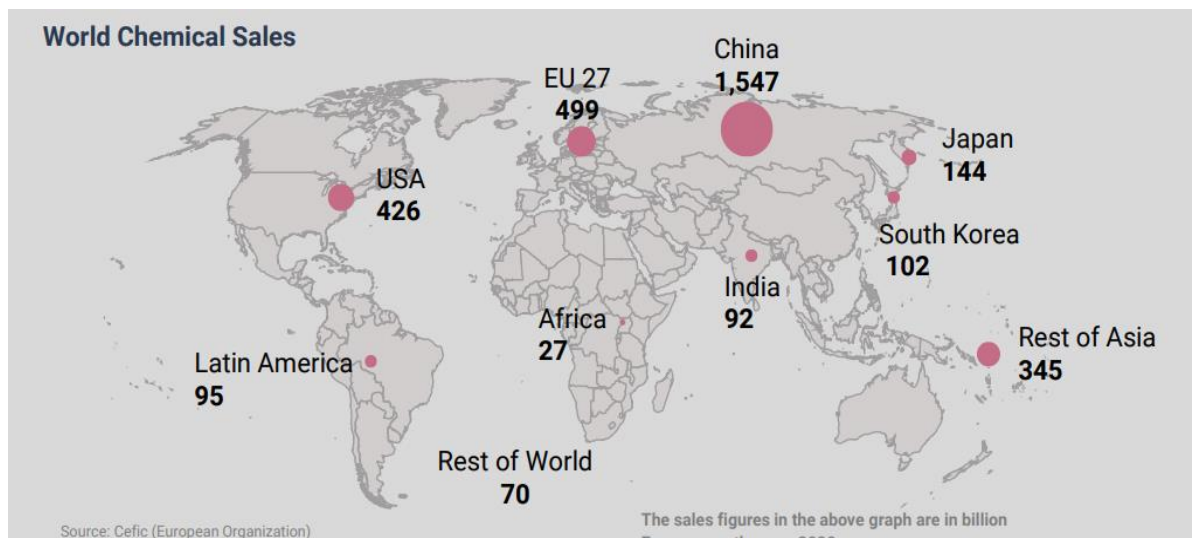 World Chemical Sales
China
1,547
EU 27
499
Japan
144
USA
426
South Korea
102
India
92
Africa
27
Rest of Asia
345
Latin America
95
Rest of World
70
The sales figures in the above graph are in billion
Source: Cefic (European Organization)